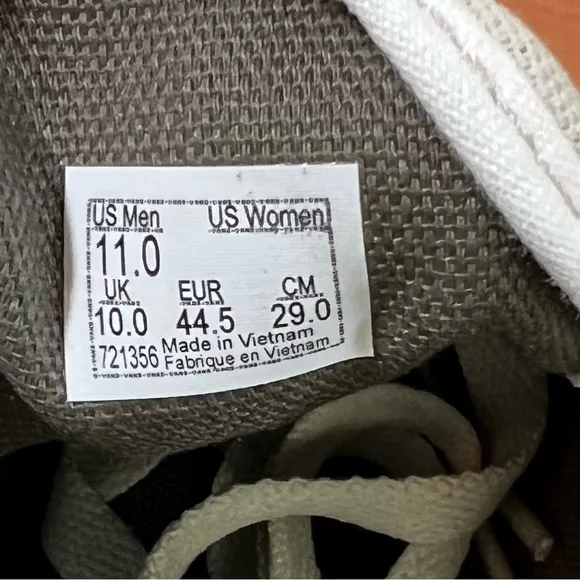 US Men US Women
11.0
UK EUR CM
10.0 44.5 29.0
721356 Made in Vietnam
Fabrique en Vietnam